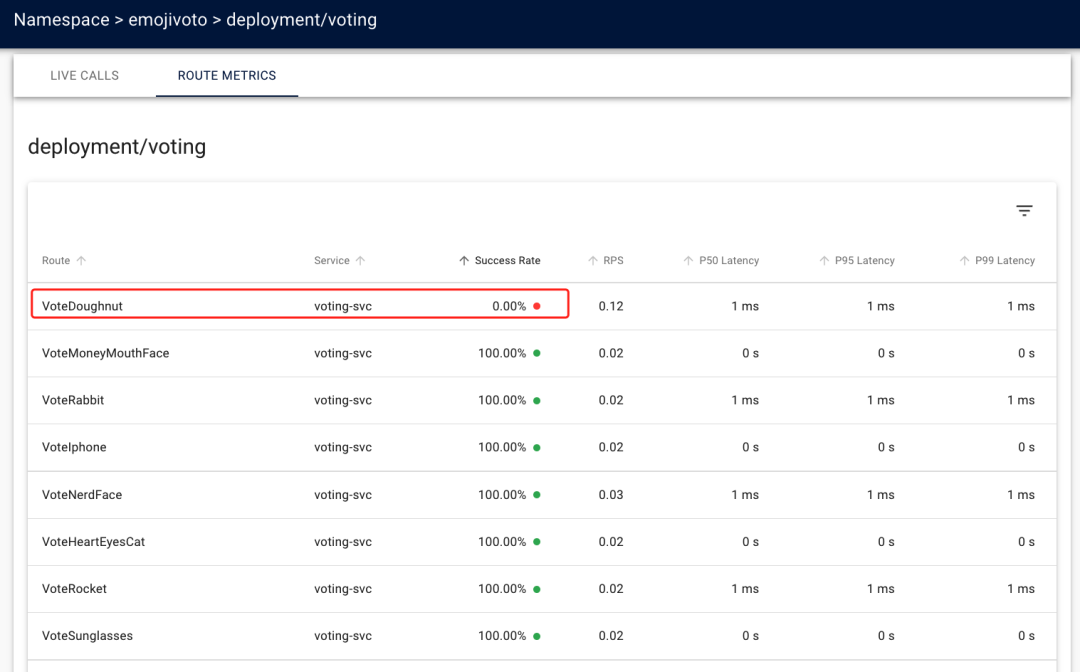 Namespace > emojivoto > deployment/voting
LIVE CALLS ROUTE METRICS
deployment/voting
Route Service Success Rate RPS P50 Latency P95 Latency P99 Latency
VoteDoughnut voting-svc 0.00% 0.12 1 ms 1 ms 1 ms
VoteMoneyMouthFace voting-svc 100.00% 0.02 0 s 0 s 0 s
VoteRabbit voting-svc 100.00% 0.02 1 ms 1 ms 1 ms
VoteIphone voting-svc 100.00% 0.02 0 s 0 s 0 s
VoteNerdFace voting-svc 100.00% 0.03 1 ms 1 ms 1 ms
VoteHeartEyesCat voting-svc 100.00% 0.02 0 s 0 s 0 s
VoteRocket voting-svc 100.00% 0.02 1 ms 1 ms 1 ms
VoteSunglasses voting-svc 100.00% 0.02 0 s 0 s 0 s